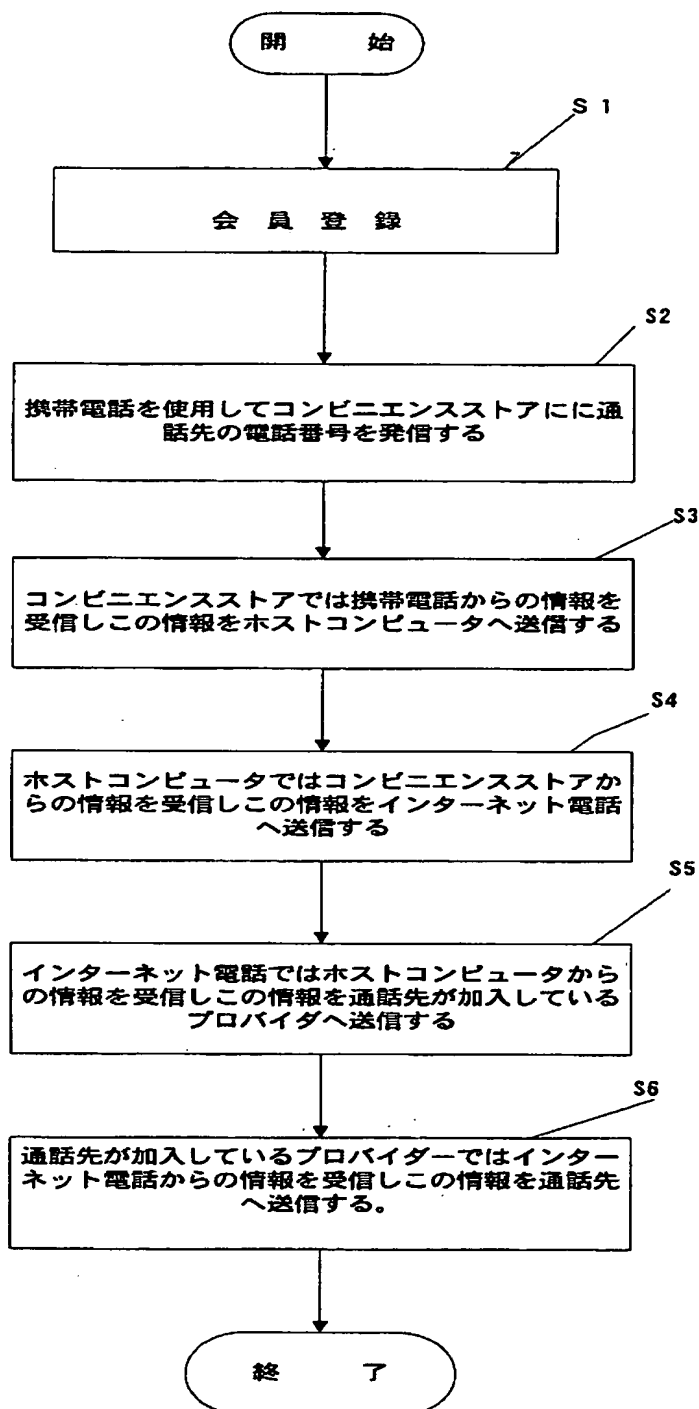 開 始
S 1
会 員 登 録
S2
携帯電話を使用してコンビニエンスストアにに通
話先の電話番号を発信する
S3
コンビニエンスストアでは携帯電話からの情報を
受信しこの情報をホストコンピュータへ送信する
S4
ホストコンピュータではコンビニエンスストアか
らの情報を受信しこの情報をインターネット電話
へ送信する
S5
インターネット電話ではホストコンピュータから
の情報を受信しこの情報を通話先が加入している
プロバイダへ送信する
S6
通話先が加入しているプロバイダーではインター
ネット電話からの情報を受信しこの情報を通話先
へ送信する。
終 了